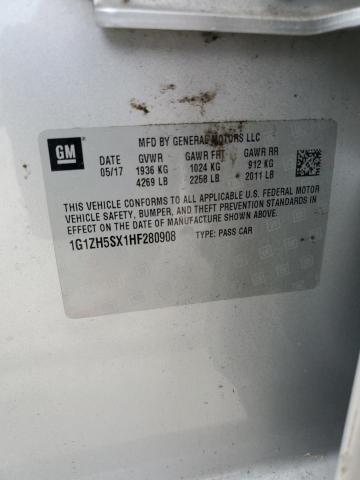 GM
MFD BY GENERAL MOTORS LLC
DATE GVWR GAWR FRT GAWR RR
05/17 1936 KG 1024 KG 912 KG
4269 LB 2258 LB 2011 LB
THIS VEHICLE CONFORMS TO ALL APPLICABLE U.S. FEDERAL MOTOR
VEHICLE SAFETY, BUMPER, AND THEFT PREVENTION STANDARDS IN
EFFECT ON THE DATE OF MANUFACTURE SHOWN ABOVE.
1G1ZH5SX1HF280908 TYPE: PASS CAR